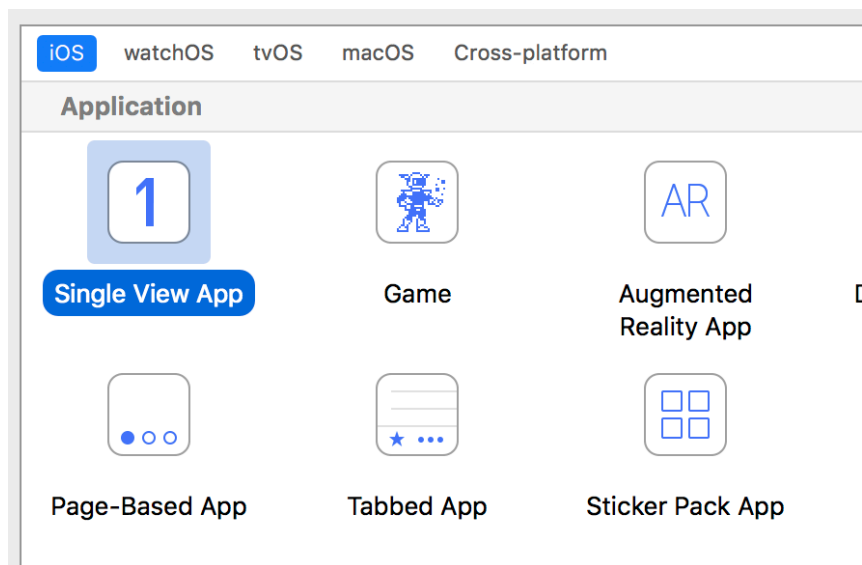 iOS watchOS tvOS macOS Cross-platform
Application
1
AR
Single View App Game Augmented
Reality App
Page-Based App Tabbed App Sticker Pack App